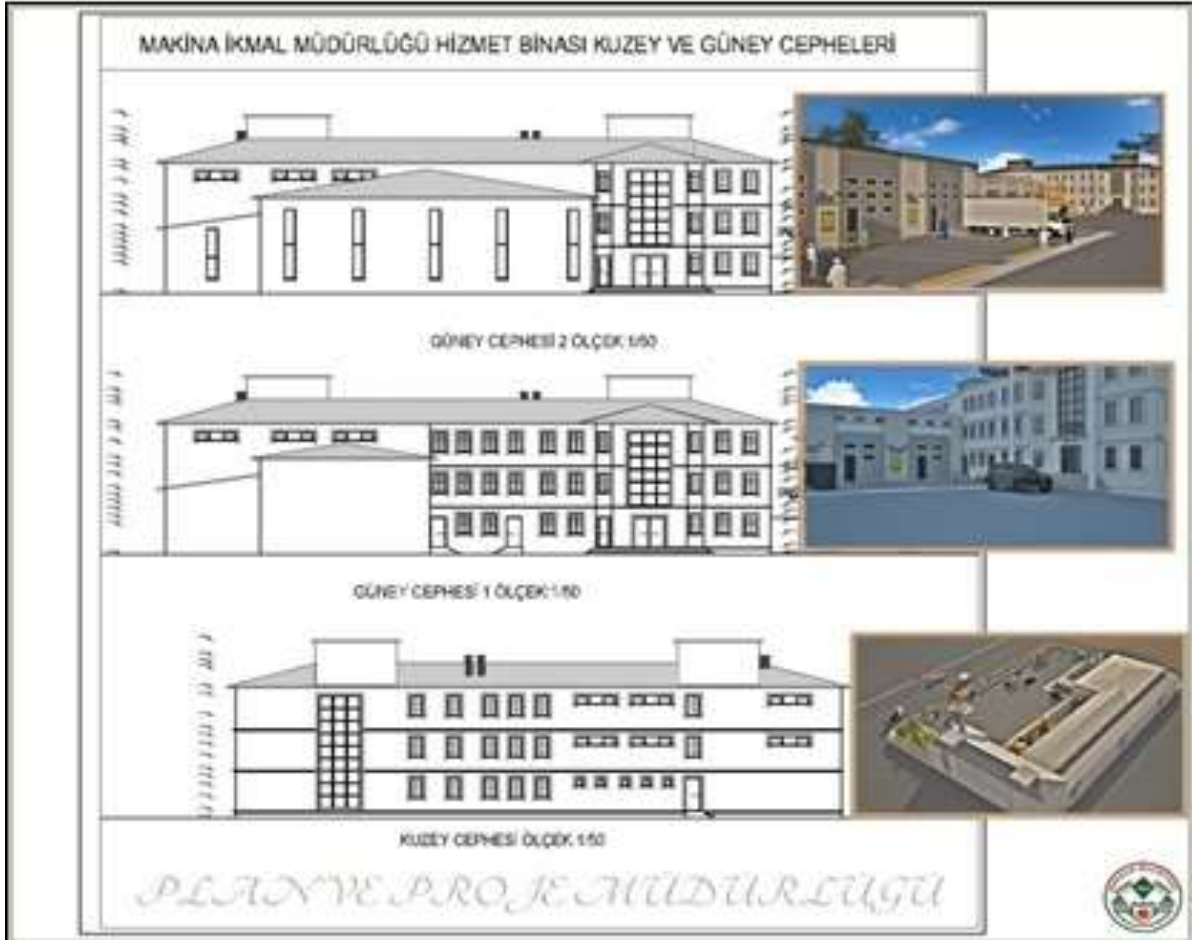 MAKİNA İKMAL MÜDÜRLÜĞÜ HİZMET BİNASI KUZEY VE GÜNEY CEPHELERİ
GÜNEY CEPHESİ 2 ÖLÇEK 1/50
GÜNEY CEPHESİ 1 ÖLÇEK:1/50
KUZEY CEPHESİ ÖLÇEK 1/50
PLAN VE PROJE MÜDÜRLÜĞÜ